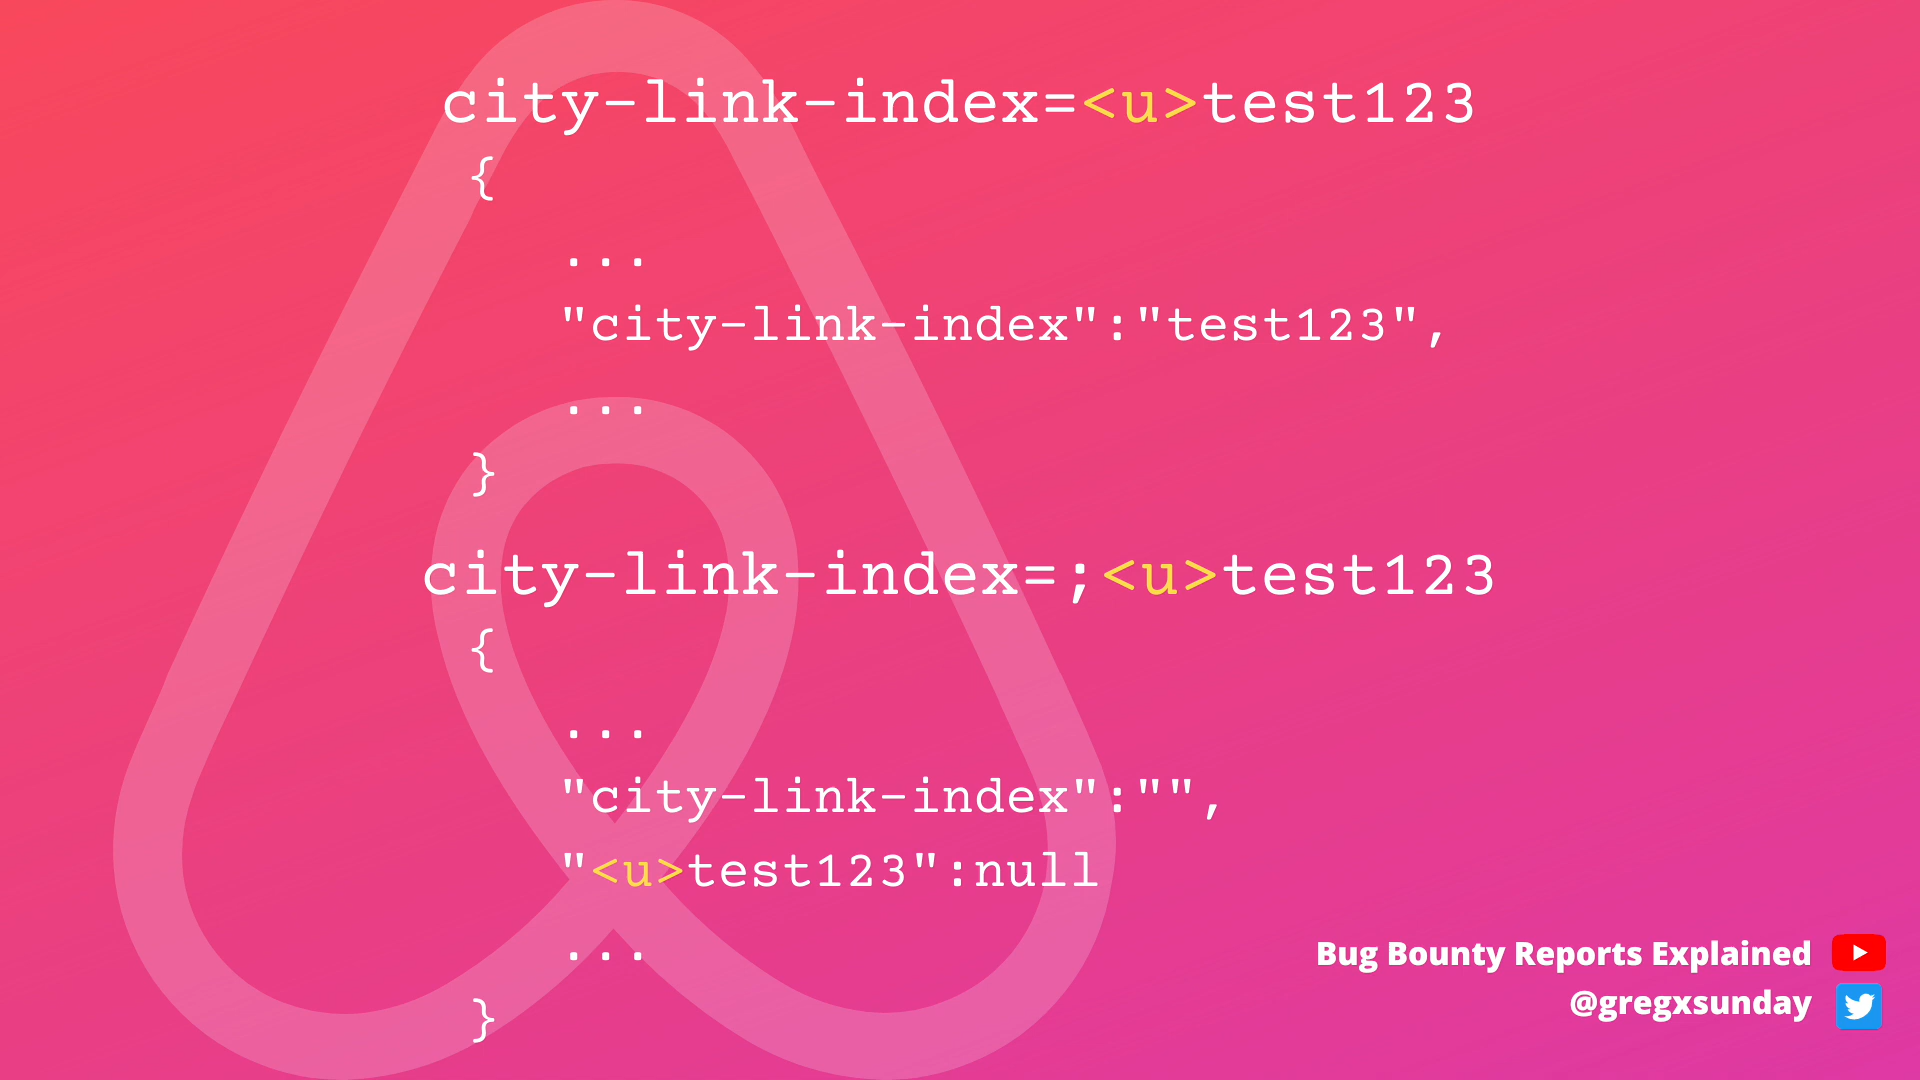 city-link-index=<u>test123
{
...
"city-link-index":"test123",
...
}
city-link-index=;<u>test123
{
...
"city-link-index":"",
"<u>test123":null
...
}
Bug Bounty Reports Explained
@gregxsunday